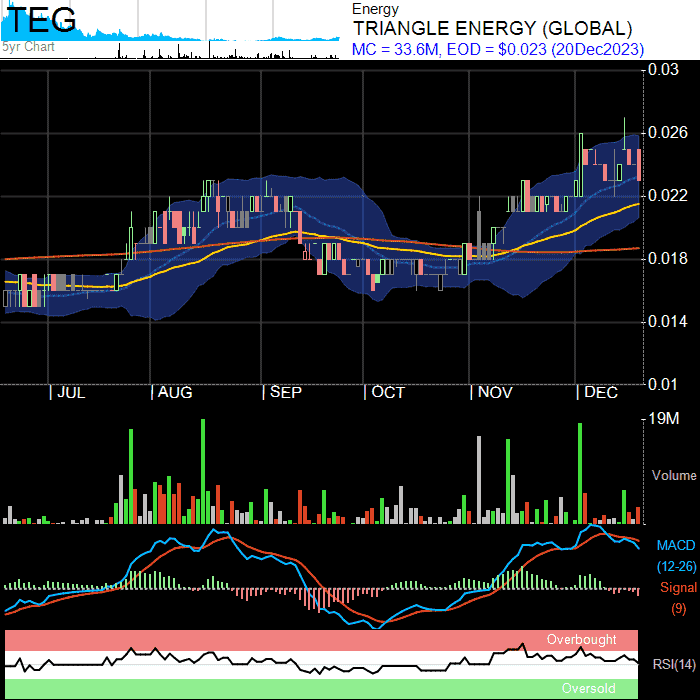 TEG
5yr Chart
Energy
TRIANGLE ENERGY (GLOBAL)
MC = 33.6M, EOD = $0.023 (20Dec2023)
0.03
0.026
0.022
0.018
0.014
0.01
| JUL | AUG | SEP | OCT | NOV | DEC
19M
Volume
MACD
(12-26)
Signal
(9)
Overbought
RSI(14)
Oversold